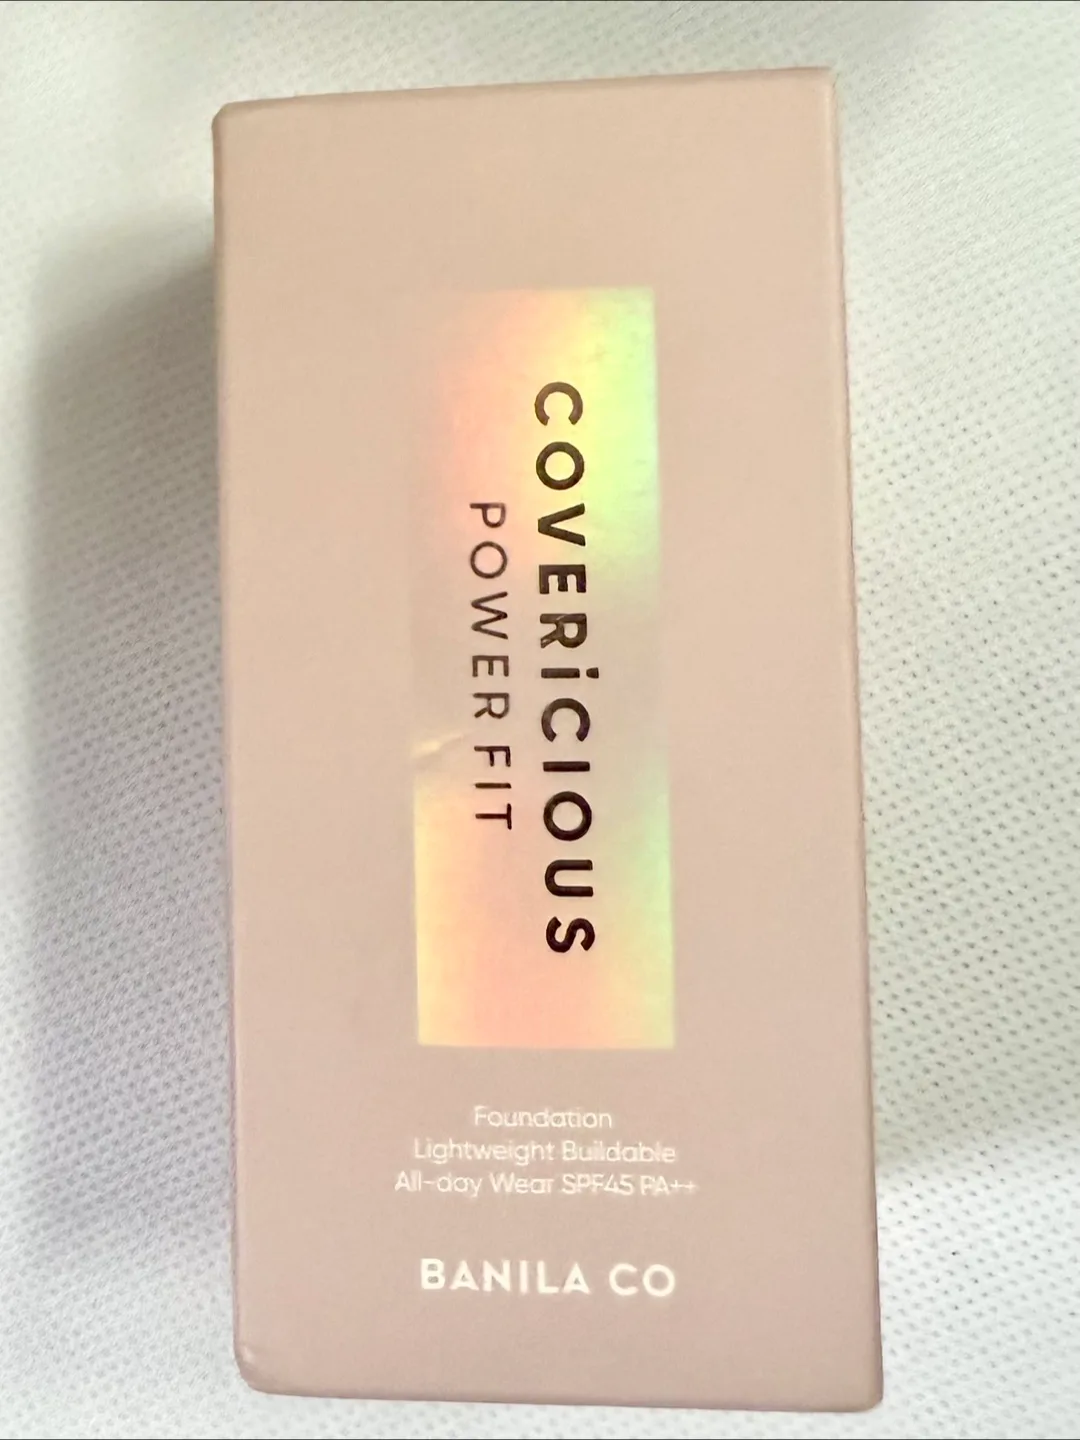 COVERiCIOUS
POWER FIT
Foundation
Lightweight Buildable
All-day Wear SPF45 PA++
BANILA CO